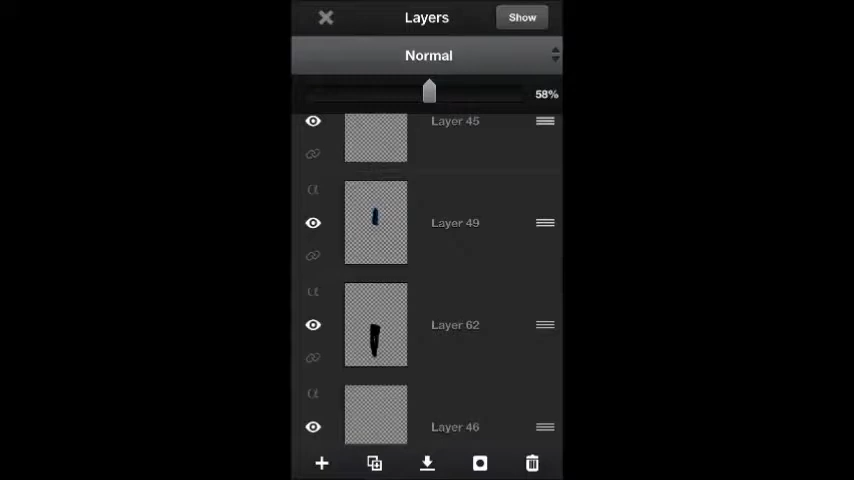 Layers
Show
Normal
58%
Layer 45
α
Layer 49
α
Layer 62
α
Layer 46